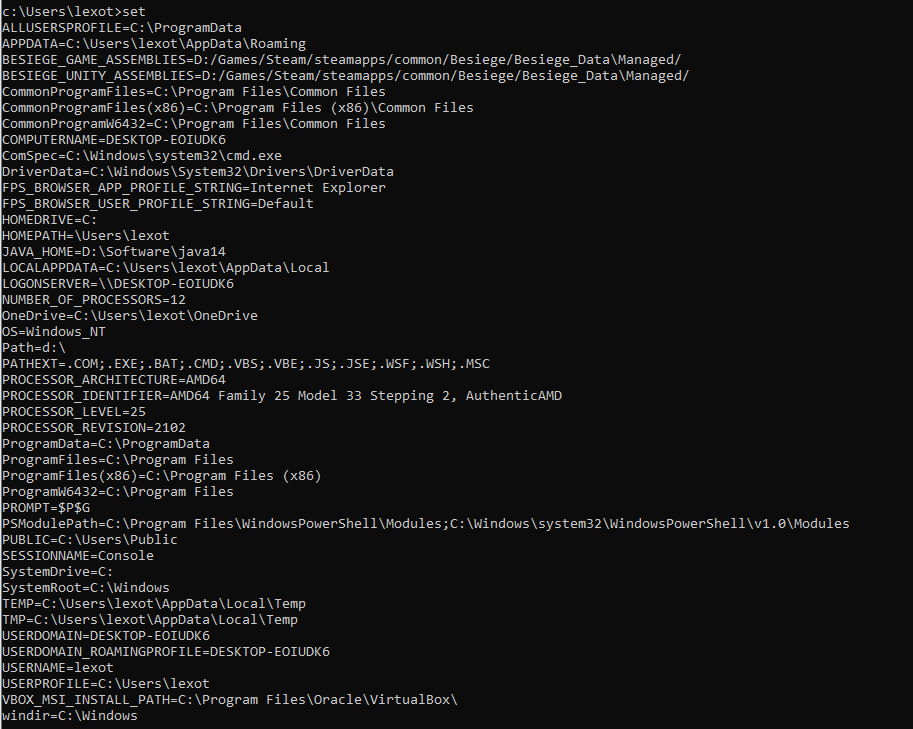 c:\Users\lexot>set
ALLUSERSPROFILE=C:\ProgramData
APPDATA=C:\Users\lexot\AppData\Roaming
BESIEGE_GAME_ASSEMBLIES=D:/Games/Steam/steamapps/common/Besiege/Besiege_Data\Managed/
BESIEGE_UNITY_ASSEMBLIES=D:/Games/Steam/steamapps/common/Besiege/Besiege_Data\Managed/
CommonProgramFiles=C:\Program Files\Common Files
CommonProgramFiles(x86)=C:\Program Files (x86)\Common Files
CommonProgramW6432=C:\Program Files\Common Files
COMPUTERNAME=DESKTOP-EOIUDK6
ComSpec=C:\Windows\system32\cmd.exe
DriverData=C:\Windows\System32\Drivers\DriverData
FPS_BROWSER_APP_PROFILE_STRING=Internet Explorer
FPS_BROWSER_USER_PROFILE_STRING=Default
HOMEDRIVE=C:
HOMEPATH=\Users\lexot
JAVA_HOME=D:\Software\java14
LOCALAPPDATA=C:\Users\lexot\AppData\Local
LOGONSERVER=\\DESKTOP-EOIUDK6
NUMBER_OF_PROCESSORS=12
OneDrive=C:\Users\lexot\OneDrive
OS=Windows_NT
Path=d:\
PATHEXT=.COM;.EXE;.BAT;.CMD;.VBS;.VBE;.JS;.JSE;.WSF;.WSH;.MSC
PROCESSOR_ARCHITECTURE=AMD64
PROCESSOR_IDENTIFIER=AMD64 Family 25 Model 33 Stepping 2, AuthenticAMD
PROCESSOR_LEVEL=25
PROCESSOR_REVISION=2102
ProgramData=C:\ProgramData
ProgramFiles=C:\Program Files
ProgramFiles(x86)=C:\Program Files (x86)
ProgramW6432=C:\Program Files
PROMPT=$P$G
PSModulePath=C:\Program Files\WindowsPowerShell\Modules;C:\Windows\system32\WindowsPowerShell\v1.0\Modules
PUBLIC=C:\Users\Public
SESSIONNAME=Console
SystemDrive=C:
SystemRoot=C:\Windows
TEMP=C:\Users\lexot\AppData\Local\Temp
TMP=C:\Users\lexot\AppData\Local\Temp
USERDOMAIN=DESKTOP-EOIUDK6
USERDOMAIN_ROAMINGPROFILE=DESKTOP-EOIUDK6
USERNAME=lexot
USERPROFILE=C:\Users\lexot
VBOX_MSI_INSTALL_PATH=C:\Program Files\Oracle\VirtualBox\
windir=C:\Windows